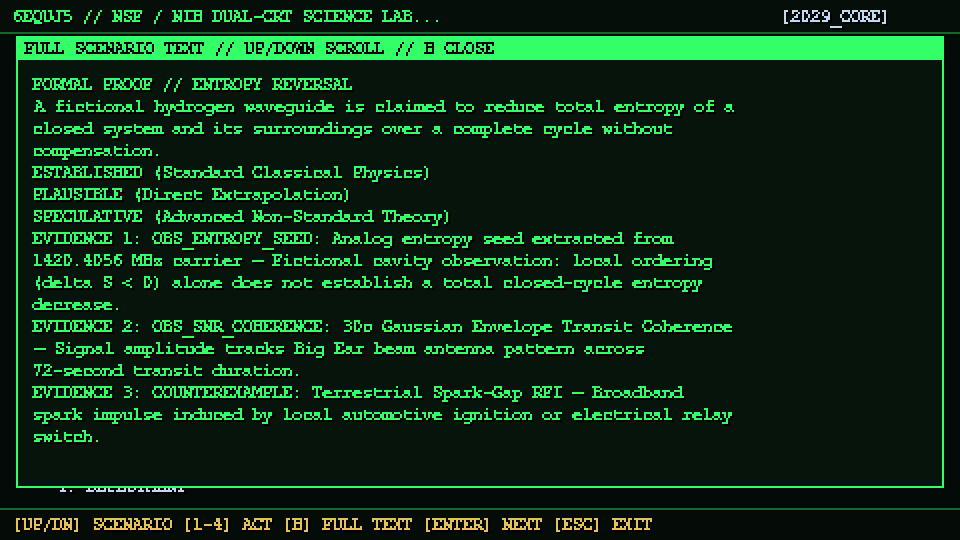 6EQUJ5 // NSF / NIH DUAL-CRT SCIENCE LAB...
[2029_CORE]
FULL SCENARIO TEXT // UP/DOWN SCROLL // H CLOSE
FORMAL PROOF // ENTROPY REVERSAL
A fictional hydrogen waveguide is claimed to reduce total entropy of a
closed system and its surroundings over a complete cycle without
compensation.
ESTABLISHED (Standard Classical Physics)
PLAUSIBLE (Direct Extrapolation)
SPECULATIVE (Advanced Non-Standard Theory)
EVIDENCE 1: OBS_ENTROPY_SEED: Analog entropy seed extracted from
1420.4056 MHz carrier — Fictional cavity observation: local ordering
(delta S < 0) alone does not establish a total closed-cycle entropy
decrease.
EVIDENCE 2: OBS_SNR_COHERENCE: 30σ Gaussian Envelope Transit Coherence
— Signal amplitude tracks Big Ear beam antenna pattern across
72-second transit duration.
EVIDENCE 3: COUNTEREXAMPLE: Terrestrial Spark-Gap RFI — Broadband
spark impulse induced by local automotive ignition or electrical relay
switch.
[UP/DN] SCENARIO [1-4] ACT [H] FULL TEXT [ENTER] NEXT [ESC] EXIT